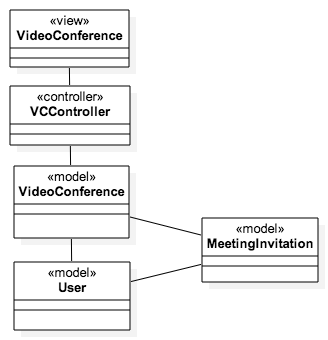 «view»
VideoConference
«controller»
VCController
«model»
VideoConference
«model»
MeetingInvitation
«model»
User